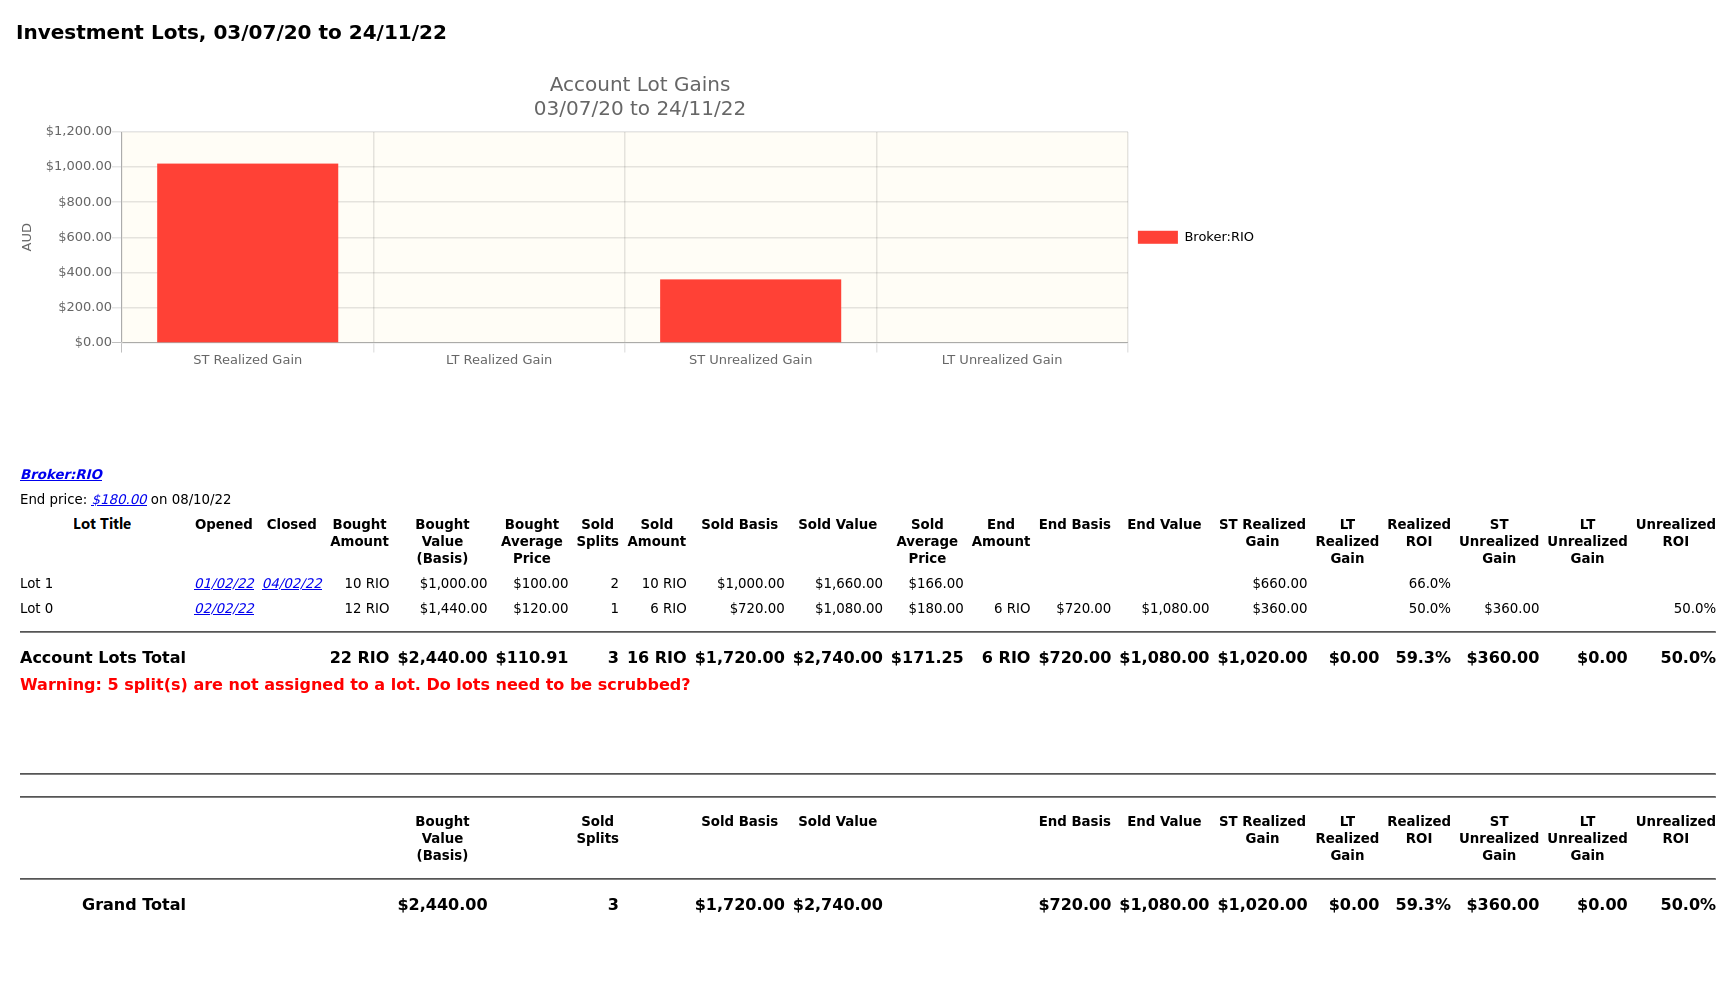 Investment Lots, 03/07/20 to 24/11/22
Account Lot Gains
03/07/20 to 24/11/22
$1,200.00
$1,000.00
$800.00
$600.00
$400.00
$200.00
$0.00
AUD
ST Realized Gain LT Realized Gain ST Unrealized Gain LT Unrealized Gain
Broker:RIO
Broker:RIO
End price: $180.00 on 08/10/22
Lot Title Opened Closed Bought Bought Bought Sold Sold Sold Basis Sold Value Sold End End Basis End Value ST Realized LT Realized ST LT Unrealized
Amount Value Average Splits Amount Average Amount Gain Realized ROI Unrealized Unrealized ROI
(Basis) Price Price Gain Gain Gain
Lot 1 01/02/22 04/02/22 10 RIO $1,000.00 $100.00 2 10 RIO $1,000.00 $1,660.00 $166.00 $660.00 66.0%
Lot 0 02/02/22 12 RIO $1,440.00 $120.00 1 6 RIO $720.00 $1,080.00 $180.00 6 RIO $720.00 $1,080.00 $360.00 50.0% $360.00 50.0%
Account Lots Total 22 RIO $2,440.00 $110.91 3 16 RIO $1,720.00 $2,740.00 $171.25 6 RIO $720.00 $1,080.00 $1,020.00 $0.00 59.3% $360.00 $0.00 50.0%
Warning: 5 split(s) are not assigned to a lot. Do lots need to be scrubbed?
Bought Sold Sold Basis Sold Value End Basis End Value ST Realized LT Realized ST LT Unrealized
Value Splits Gain Realized ROI Unrealized Unrealized ROI
(Basis) Gain Gain Gain
Grand Total $2,440.00 3 $1,720.00 $2,740.00 $720.00 $1,080.00 $1,020.00 $0.00 59.3% $360.00 $0.00 50.0%